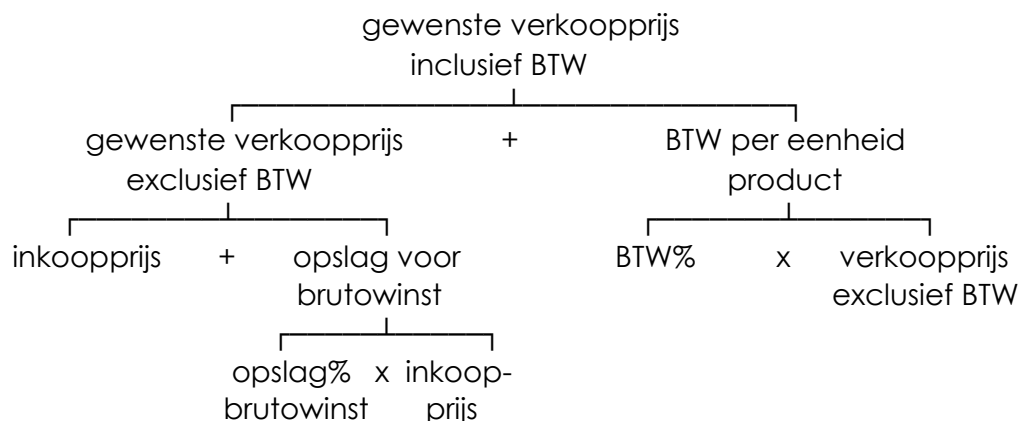 gewenste verkoopprijs
inclusief BTW
gewenste verkoopprijs + BTW per eenheid
exclusief BTW product
inkoopprijs + opslag voor BTW% x verkoopprijs
brutowinst exclusief BTW
opslag% x inkoop-
brutowinst prijs